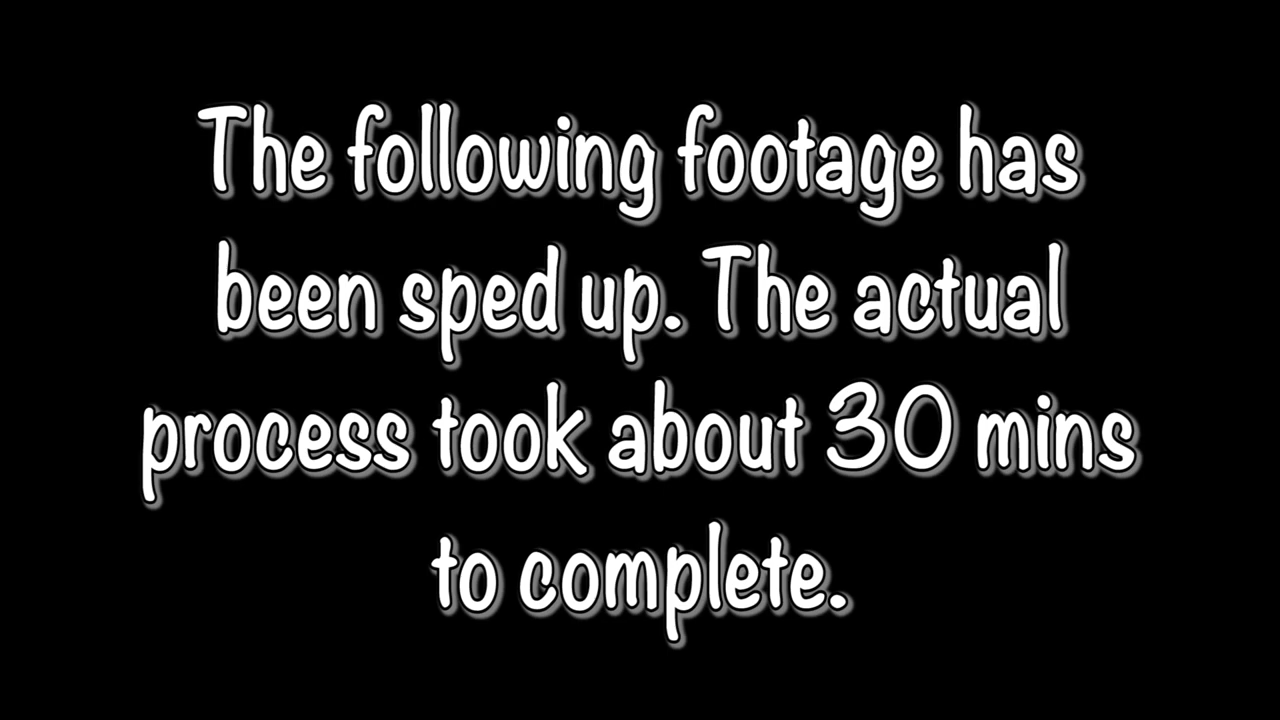 The following footage has
been sped up. The actual
process took about 30 mins
to complete.